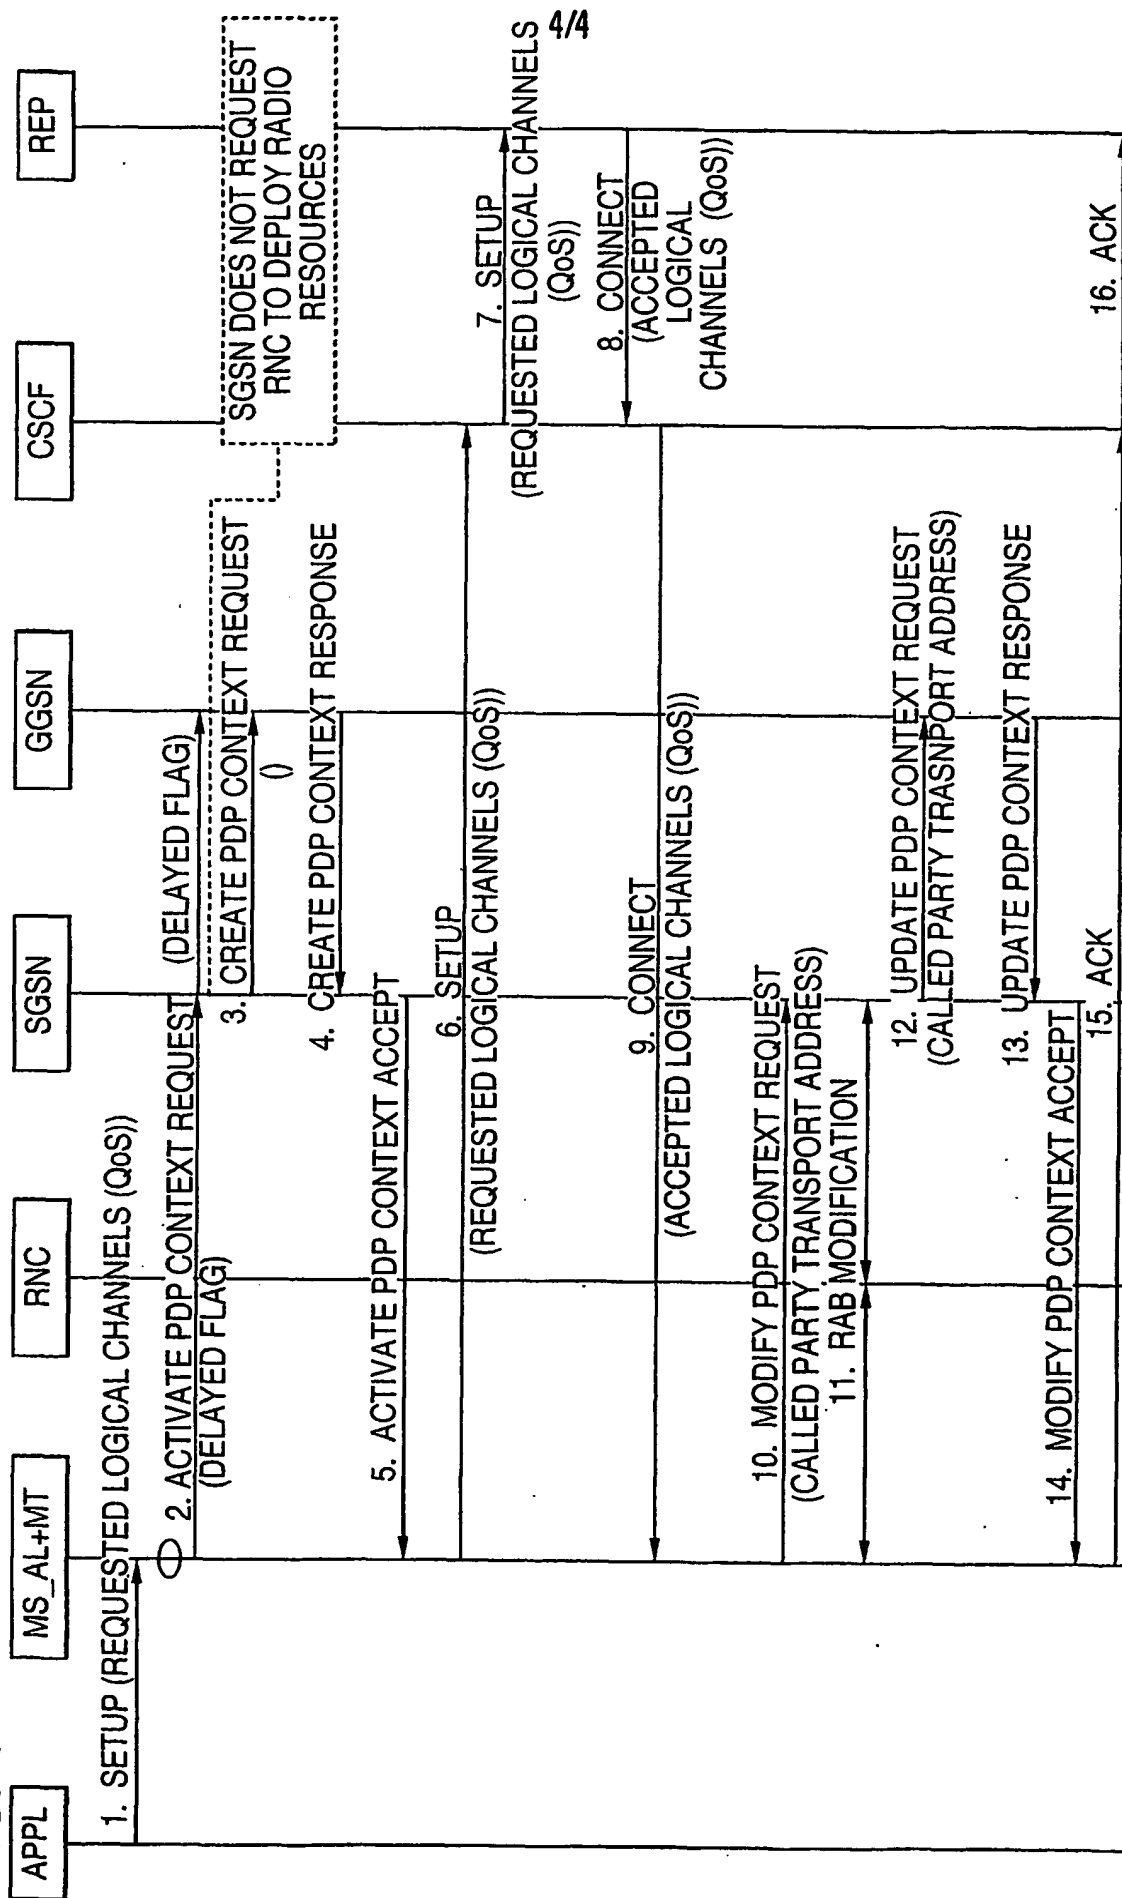 4/4
APPL
MS_AL+MT
RNC
SGSN
GGSN
CSCF
REP
1. SETUP (REQUESTED LOGICAL CHANNELS (QoS))
2. ACTIVATE PDP CONTEXT REQUEST
(DELAYED FLAG)
(DELAYED FLAG)
SGSN DOES NOT REQUEST
RNC TO DEPLOY RADIO
RESOURCES
3. CREATE PDP CONTEXT REQUEST
()
4. CREATE PDP CONTEXT RESPONSE
5. ACTIVATE PDP CONTEXT ACCEPT
6. SETUP
(REQUESTED LOGICAL CHANNELS (QoS))
7. SETUP
(REQUESTED LOGICAL CHANNELS
(QoS))
8. CONNECT
(ACCEPTED
LOGICAL
CHANNELS (QoS))
9. CONNECT
(ACCEPTED LOGICAL CHANNELS (QoS))
10. MODIFY PDP CONTEXT REQUEST
(CALLED PARTY TRANSPORT ADDRESS)
11. RAB MODIFICATION
12. UPDATE PDP CONTEXT REQUEST
(CALLED PARTY TRASNPORT ADDRESS)
13. UPDATE PDP CONTEXT RESPONSE
14. MODIFY PDP CONTEXT ACCEPT
15. ACK
16. ACK